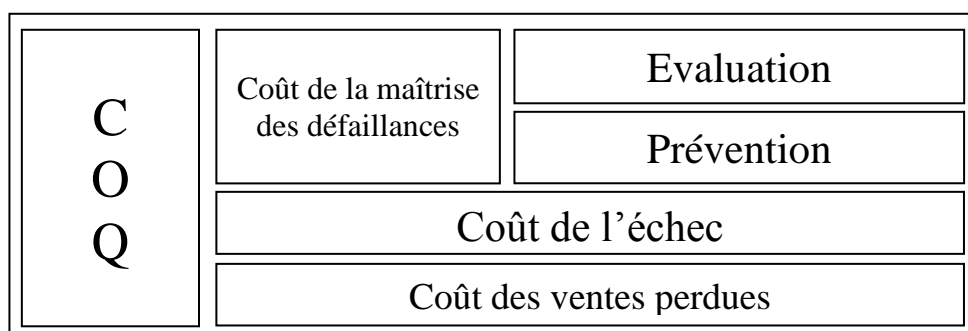 C
O
Q
Coût de la maîtrise
des défaillances
Evaluation
Prévention
Coût de l’échec
Coût des ventes perdues